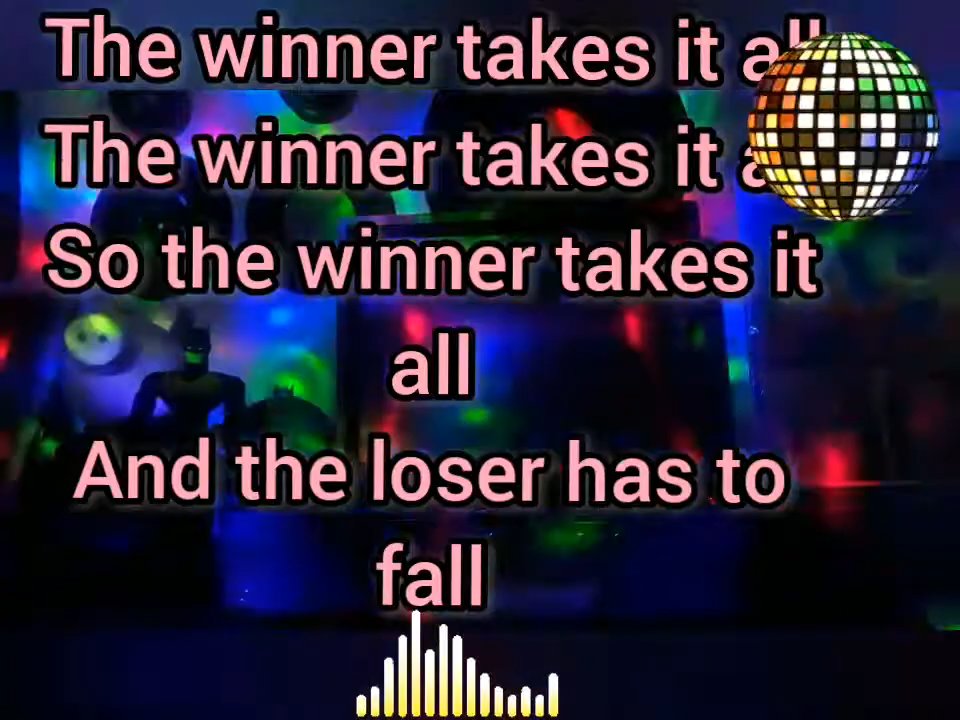 The winner takes it all
The winner takes it a
So the winner takes it
all
And the loser has to
fall